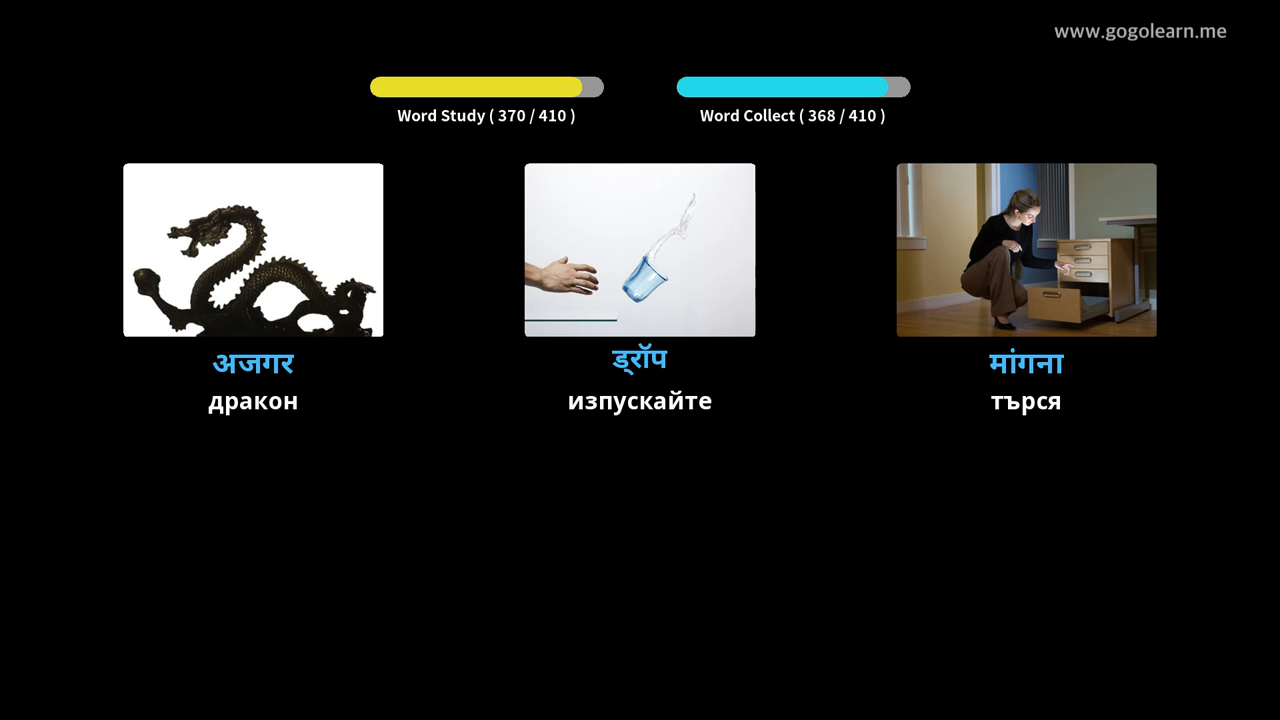 www.gogolearn.me
Word Study ( 370 / 410 )
Word Collect ( 368 / 410 )
अजगर
ड्रॉप
मांगना
дракон
изпускайте
търся